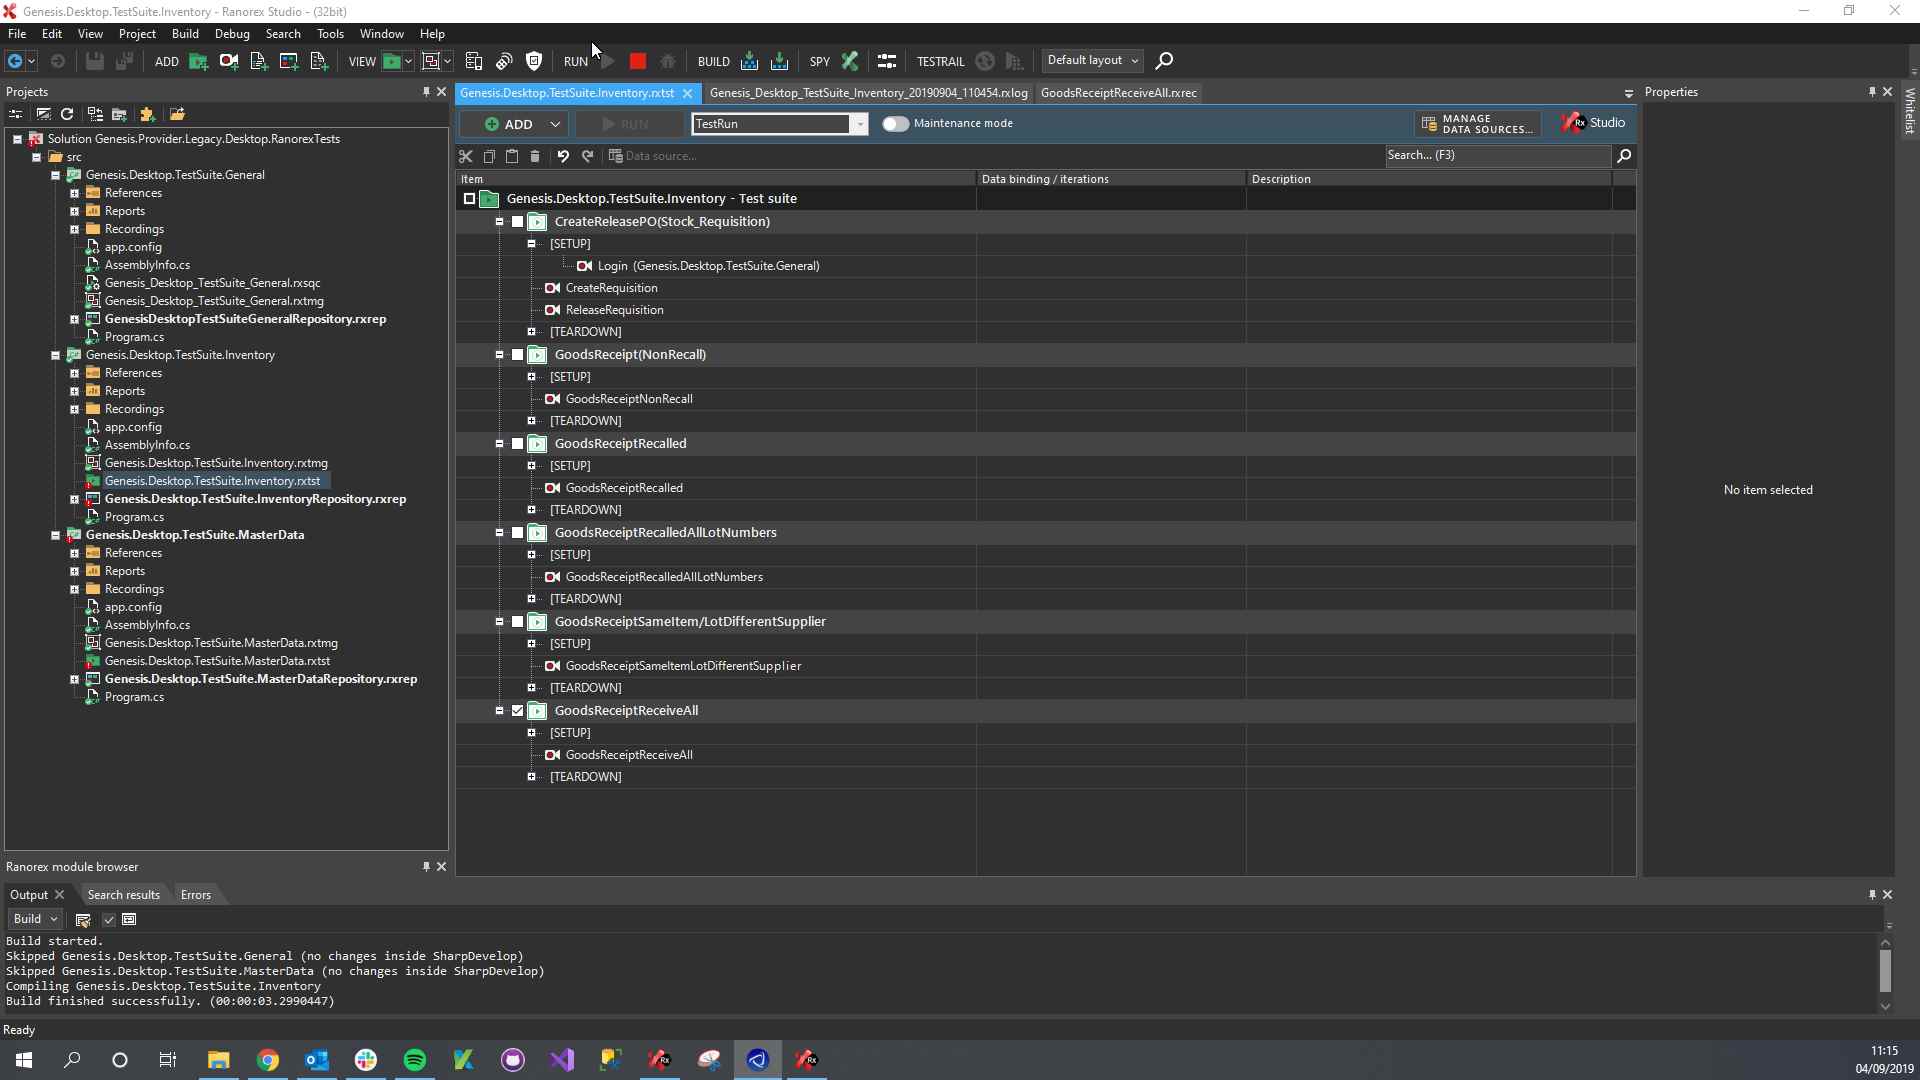 Genesis.Desktop.TestSuite.Inventory - Ranorex Studio - (32bit)
File Edit View Project Build Debug Search Tools Window Help
ADD VIEW RUN BUILD SPY TESTRAIL Default layout
Projects
Solution Genesis.Provider.Legacy.Desktop.RanorexTests
src
Genesis.Desktop.TestSuite.General
References
Reports
Recordings
app.config
AssemblyInfo.cs
Genesis_Desktop_TestSuite_General.rxsqc
Genesis_Desktop_TestSuite_General.rxtmg
GenesisDesktopTestSuiteGeneralRepository.rxrep
Program.cs
Genesis.Desktop.TestSuite.Inventory
References
Reports
Recordings
app.config
AssemblyInfo.cs
Genesis.Desktop.TestSuite.Inventory.rxtmg
Genesis.Desktop.TestSuite.Inventory.rxtst
Genesis.Desktop.TestSuite.InventoryRepository.rxrep
Program.cs
Genesis.Desktop.TestSuite.MasterData
References
Reports
Recordings
app.config
AssemblyInfo.cs
Genesis.Desktop.TestSuite.MasterData.rxtmg
Genesis.Desktop.TestSuite.MasterData.rxtst
Genesis.Desktop.TestSuite.MasterDataRepository.rxrep
Program.cs
Ranorex module browser
Genesis.Desktop.TestSuite.Inventory.rxtst Genesis_Desktop_TestSuite_Inventory_20190904_110454.rxlog GoodsReceiptReceiveAll.rxrec
ADD RUN TestRun Maintenance mode MANAGE DATA SOURCES... Rx Studio
Data source... Search... (F3)
Item Data binding / iterations Description
Genesis.Desktop.TestSuite.Inventory - Test suite
CreateReleasePO(Stock_Requisition)
[SETUP]
Login (Genesis.Desktop.TestSuite.General)
CreateRequisition
ReleaseRequisition
[TEARDOWN]
GoodsReceipt(NonRecall)
[SETUP]
GoodsReceiptNonRecall
[TEARDOWN]
GoodsReceiptRecalled
[SETUP]
GoodsReceiptRecalled
[TEARDOWN]
GoodsReceiptRecalledAllLotNumbers
[SETUP]
GoodsReceiptRecalledAllLotNumbers
[TEARDOWN]
GoodsReceiptSameItem/LotDifferentSupplier
[SETUP]
GoodsReceiptSameItemLotDifferentSupplier
[TEARDOWN]
GoodsReceiptReceiveAll
[SETUP]
GoodsReceiptReceiveAll
[TEARDOWN]
Properties
No item selected
Whitelist
Output Search results Errors
Build
Build started.
Skipped Genesis.Desktop.TestSuite.General (no changes inside SharpDevelop)
Skipped Genesis.Desktop.TestSuite.MasterData (no changes inside SharpDevelop)
Compiling Genesis.Desktop.TestSuite.Inventory
Build finished successfully. (00:00:03.2990447)
Ready
11:15
04/09/2019